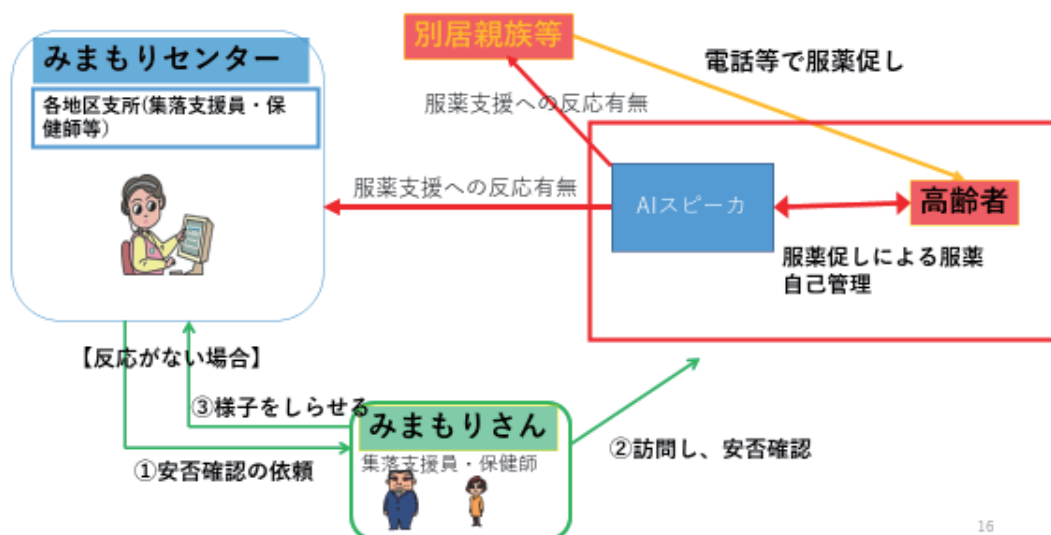 別居親族等
みまもりセンター
電話等で服薬促し
各地区支所(集落支援員・保
健師等)
服薬支援への反応有無
服薬支援への反応有無
AIスピーカ
高齢者
服薬促しによる服薬
自己管理
【反応がない場合】
③様子をしらせる
みまもりさん
②訪問し、安否確認
①安否確認の依頼
集落支援員・保健師
16